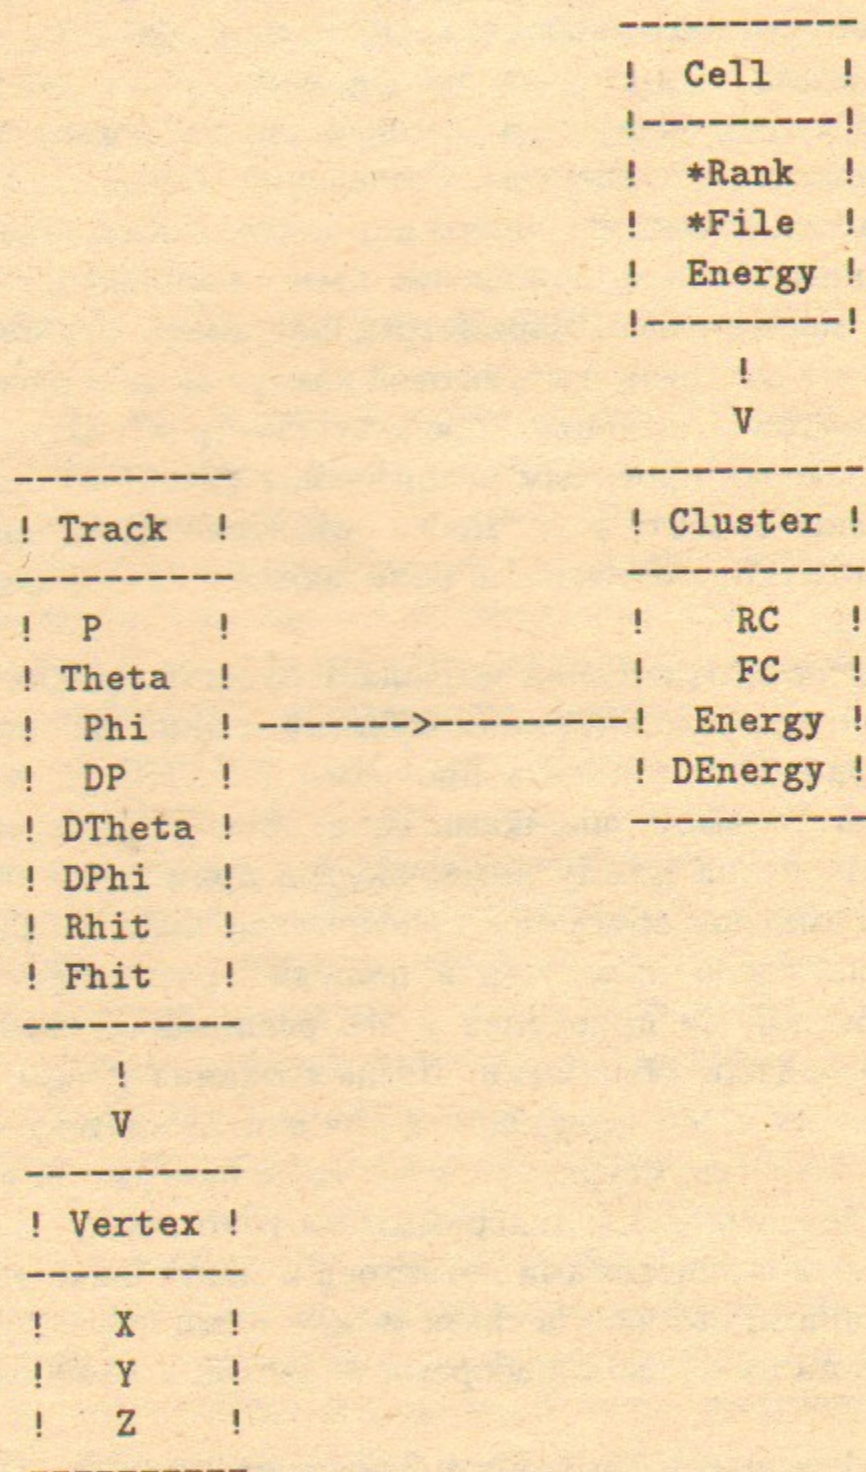 -----------
! Cell !
!---------!
! *Rank !
! *File !
! Energy !
!---------!
!
V
-----------
! Cluster !
-----------
! RC !
! FC !
! Energy !
! DEnergy !
-----------
----------
! Track !
----------
! P !
! Theta !
! Phi ! ------->---------!
! DP !
! DTheta !
! DPhi !
! Rhit !
! Fhit !
----------
!
V
----------
! Vertex !
----------
! X !
! Y !
! Z !
----------